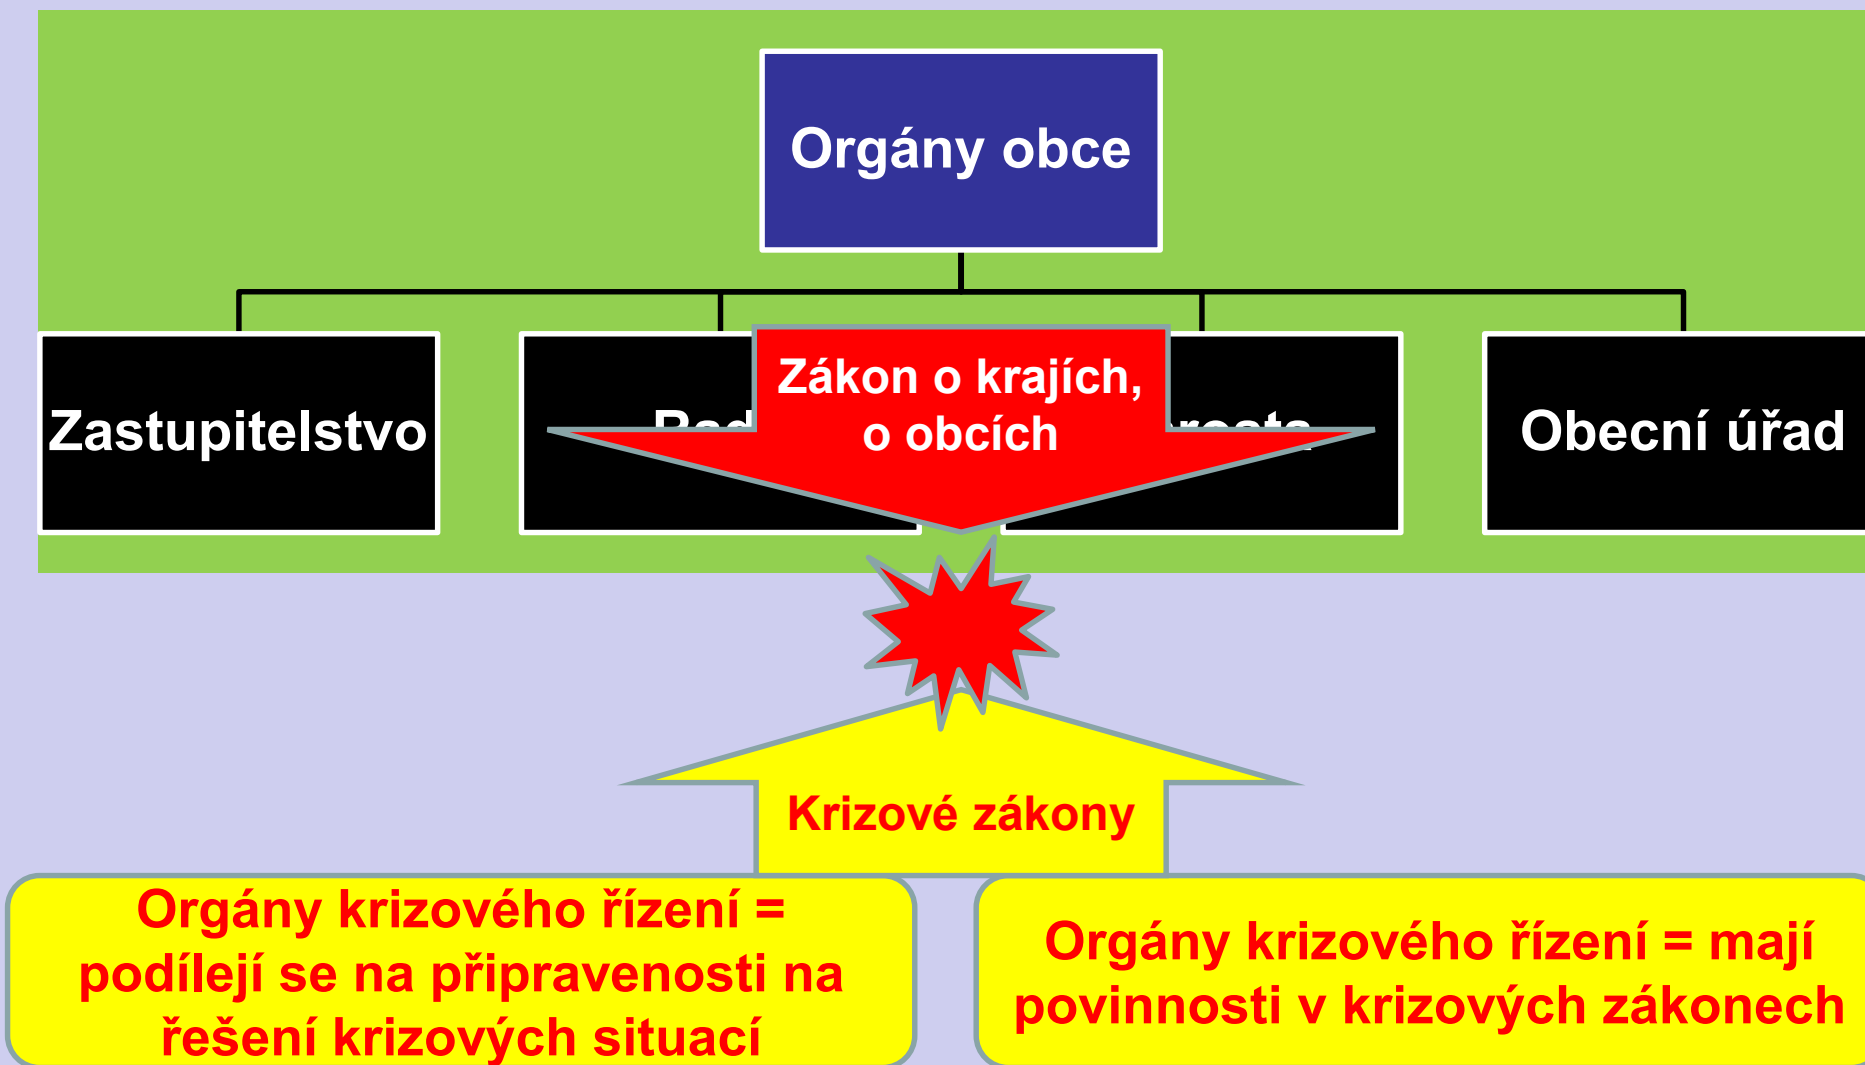 Orgány obce
Zastupitelstvo
Zákon o krajích,
o obcích
Obecní úřad
Krizové zákony
Orgány krizového řízení =
podílejí se na připravenosti na
řešení krizových situací
Orgány krizového řízení = mají
povinnosti v krizových zákonech